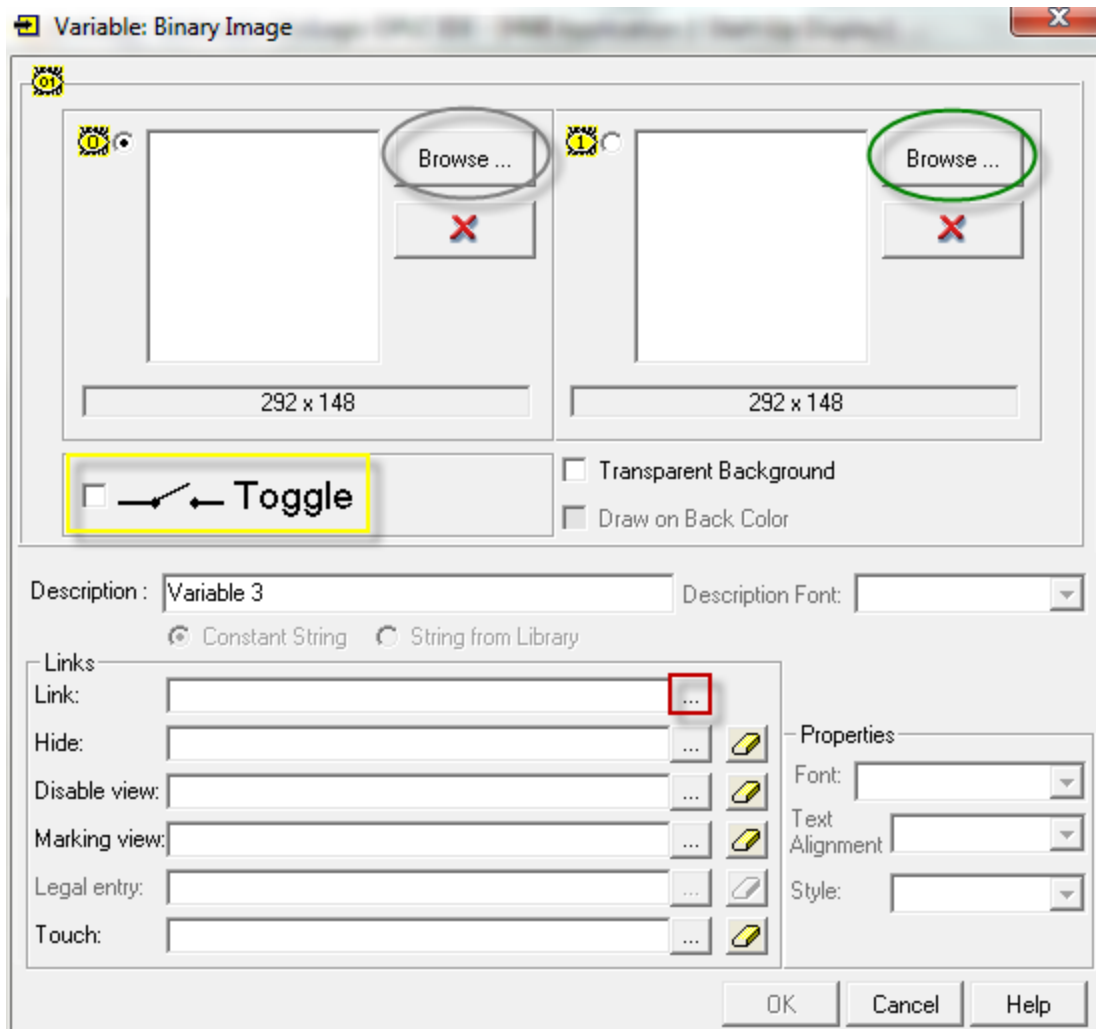 Variable: Binary Image
01
0
Browse ...
1
Browse ...
292 x 148
292 x 148
Toggle
Transparent Background
Draw on Back Color
Description :
Variable 3
Description Font:
Constant String
String from Library
Links
Link:
...
Hide:
...
Disable view:
...
Marking view:
...
Legal entry:
...
Touch:
...
Properties
Font:
Text
Alignment
Style:
OK
Cancel
Help